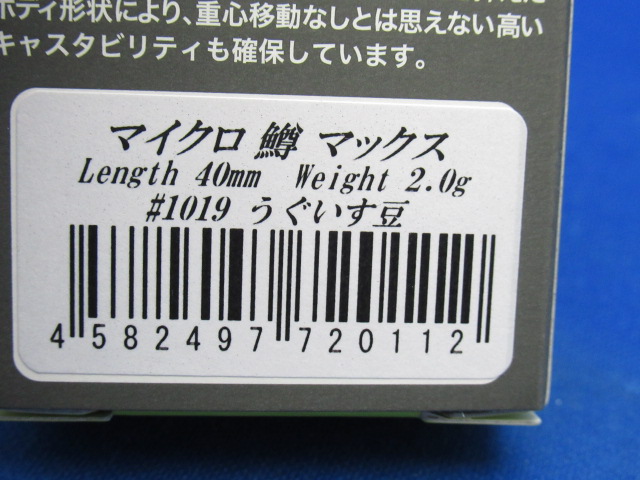 ボディ形状により、重心移動なしとは思えない高い
キャスタビリティも確保しています。
マイクロ 鱒 マックス
Length 40mm Weight 2.0g
#1019 うぐいす豆
4 582497 720112